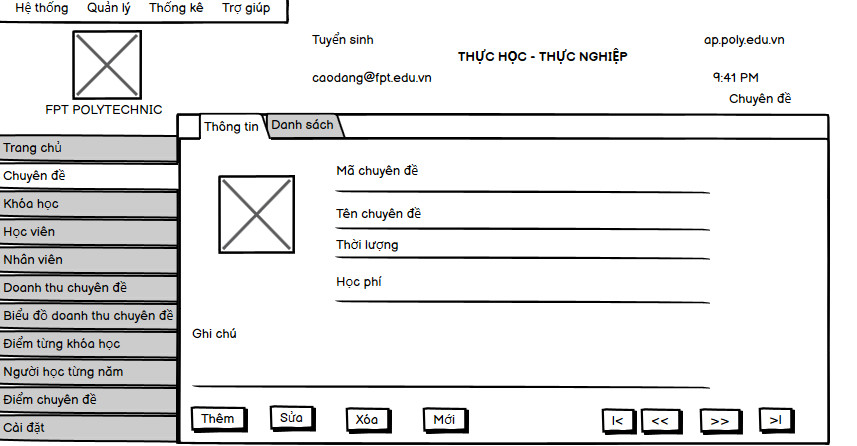 Hệ thống Quản lý Thống kê Trợ giúp
Tuyển sinh
ap.poly.edu.vn
THỰC HỌC - THỰC NGHIỆP
caodang@fpt.edu.vn
9:41 PM
Chuyên đề
FPT POLYTECHNIC
Thông tin Danh sách
Trang chủ
Chuyên đề
Khóa học
Học viên
Nhân viên
Doanh thu chuyên đề
Biểu đồ doanh thu chuyên đề
Điểm từng khóa học
Người học từng năm
Điểm chuyên đề
Cài đặt
Mã chuyên đề
Tên chuyên đề
Thời lượng
Học phí
Ghi chú
Thêm Sửa Xóa Mới |< << >> >|